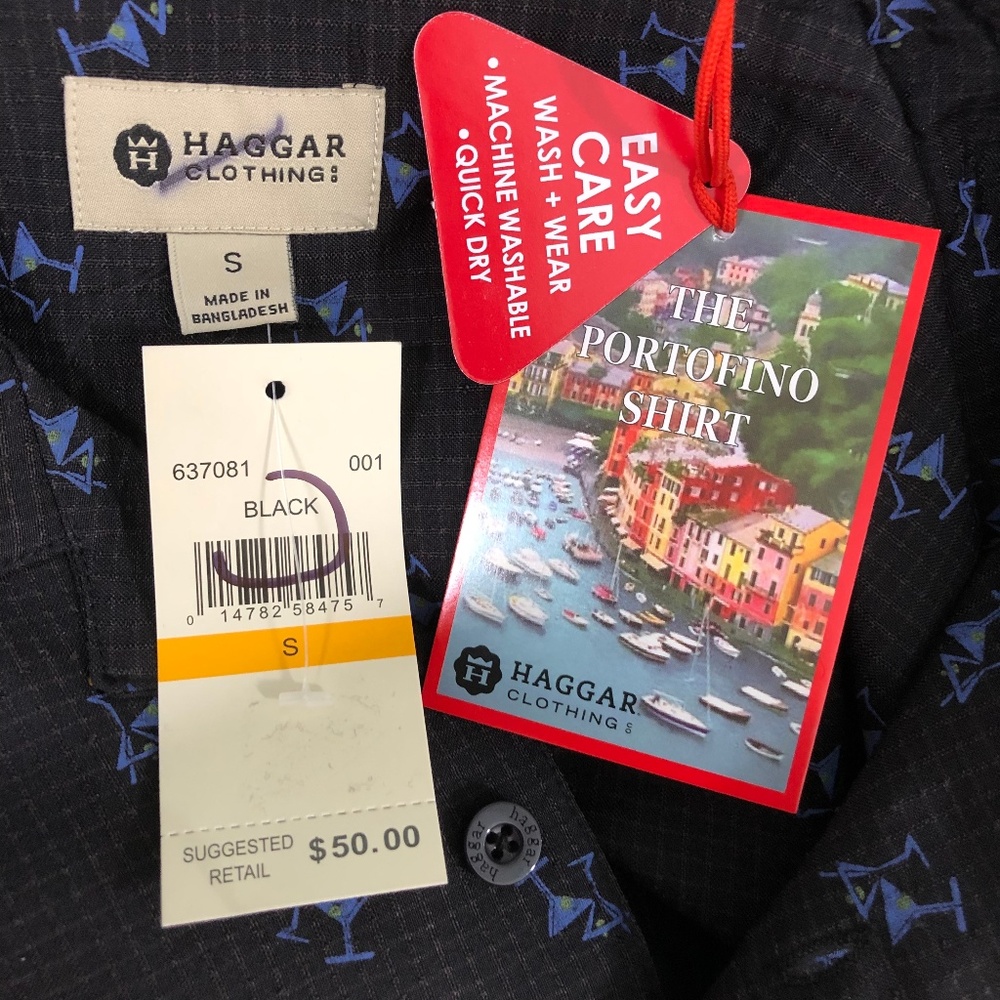 HAGGAR
CLOTHING CO
S
MADE IN
BANGLADESH
EASY
CARE
WASH + WEAR
•MACHINE WASHABLE
•QUICK DRY
THE
PORTOFINO
SHIRT
HAGGAR
CLOTHING CO
637081 001
BLACK
0 14782 58475 7
S
SUGGESTED
RETAIL
$50.00
haggar
haggar